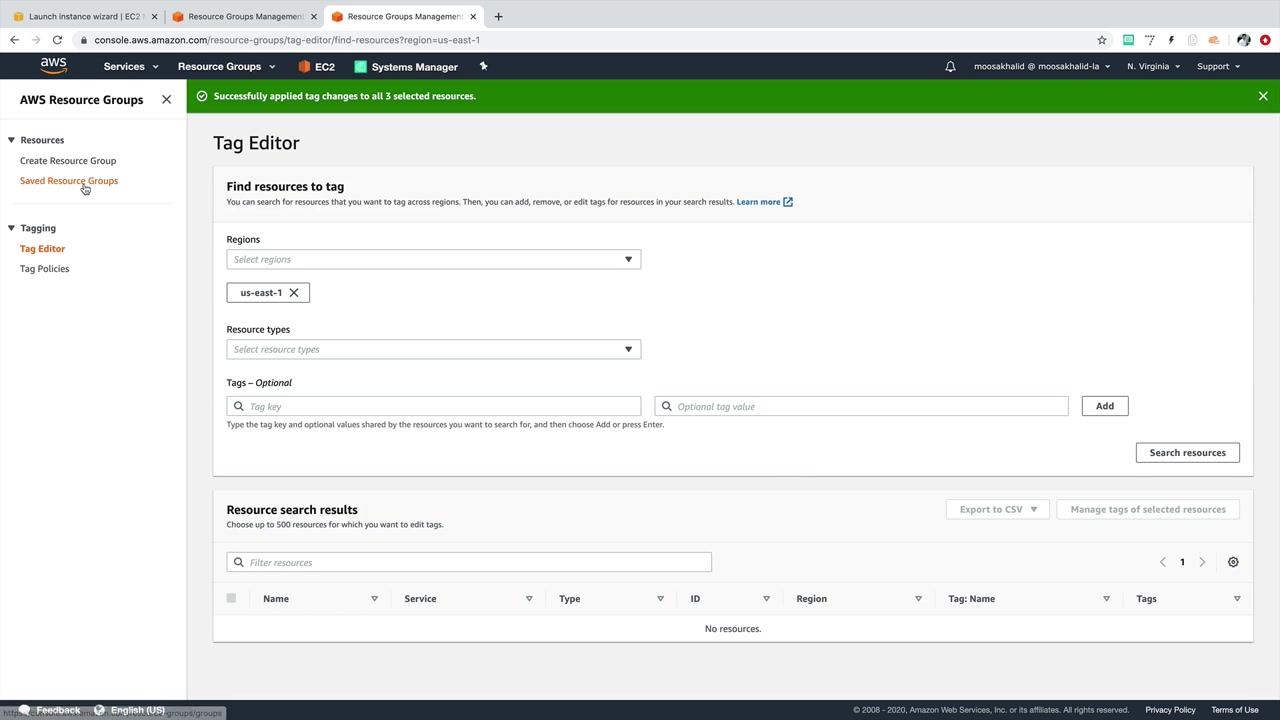 Launch instance wizard | EC2
Resource Groups Management
Resource Groups Management
console.aws.amazon.com/resource-groups/tag-editor/find-resources?region=us-east-1
aws Services Resource Groups EC2 Systems Manager moosakhalid @ moosakhalid-la N. Virginia Support
AWS Resource Groups
Successfully applied tag changes to all 3 selected resources.
Resources
Create Resource Group
Saved Resource Groups
Tagging
Tag Editor
Tag Policies
Tag Editor
Find resources to tag
You can search for resources that you want to tag across regions. Then, you can add, remove, or edit tags for resources in your search results. Learn more
Regions
Select regions
us-east-1
Resource types
Select resource types
Tags – Optional
Tag key
Optional tag value
Add
Type the tag key and optional values shared by the resources you want to search for, and then choose Add or press Enter.
Search resources
Resource search results
Choose up to 500 resources for which you want to edit tags.
Export to CSV
Manage tags of selected resources
Filter resources
1
Name Service Type ID Region Tag: Name Tags
No resources.
Feedback English (US)
https://console.aws.amazon.com/resource-groups/groups
© 2008 - 2020, Amazon Web Services, Inc. or its affiliates. All rights reserved. Privacy Policy Terms of Use